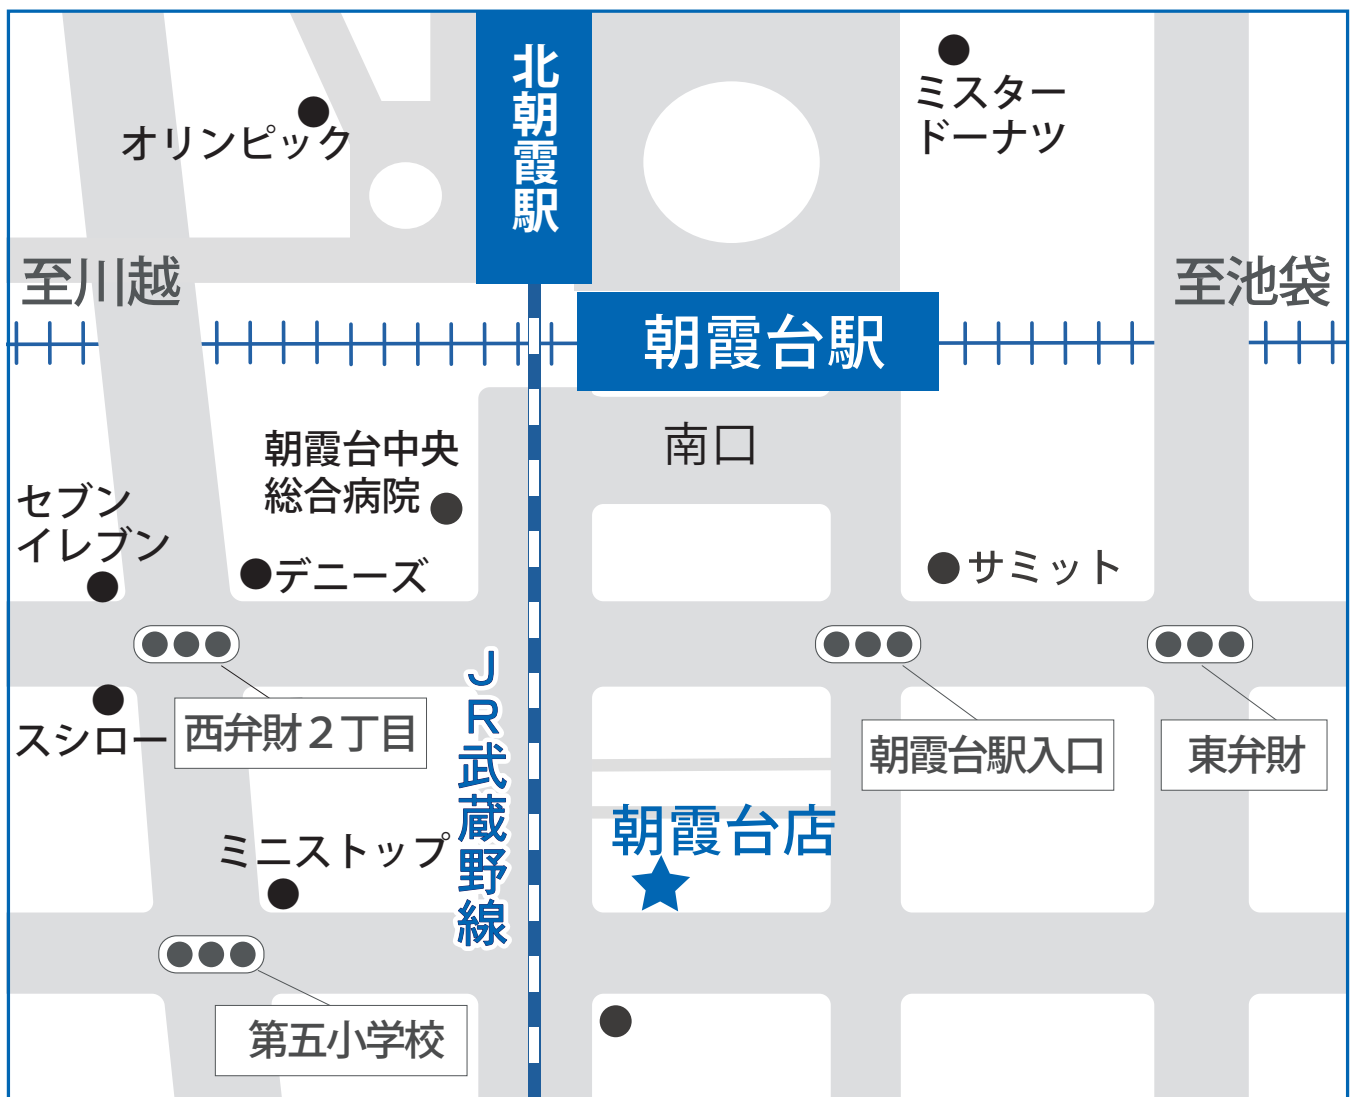 北朝霞駅
ミスター
ドーナツ
オリンピック
至川越
至池袋
朝霞台駅
南口
朝霞台中央
総合病院
セブン
イレブン
デニーズ
サミット
JR武蔵野線
スシロー
西弁財2丁目
朝霞台駅入口
東弁財
朝霞台店
ミニストップ
第五小学校